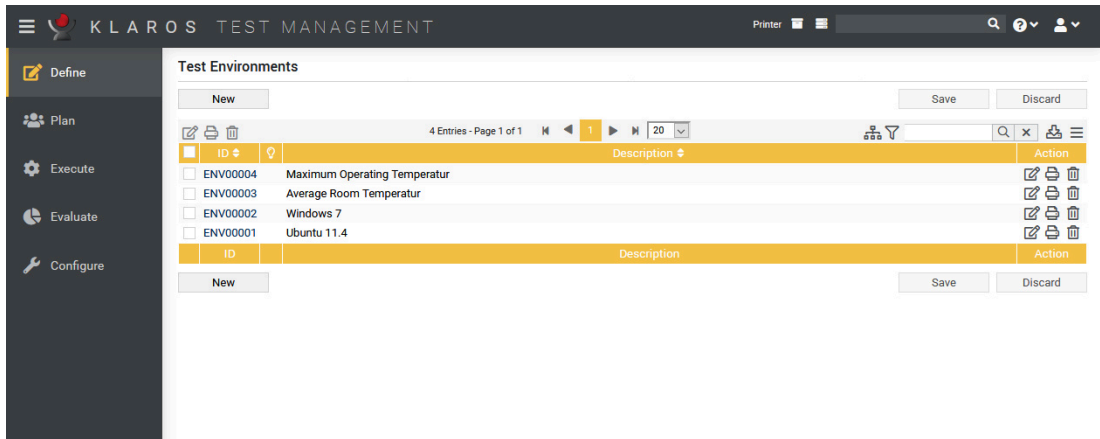 KLAROS TEST MANAGEMENT
Printer
Define
Plan
Execute
Evaluate
Configure
Test Environments
New Save Discard
4 Entries - Page 1 of 1 1 20
ID Description Action
ENV00004 Maximum Operating Temperatur
ENV00003 Average Room Temperatur
ENV00002 Windows 7
ENV00001 Ubuntu 11.4
ID Description Action
New Save Discard